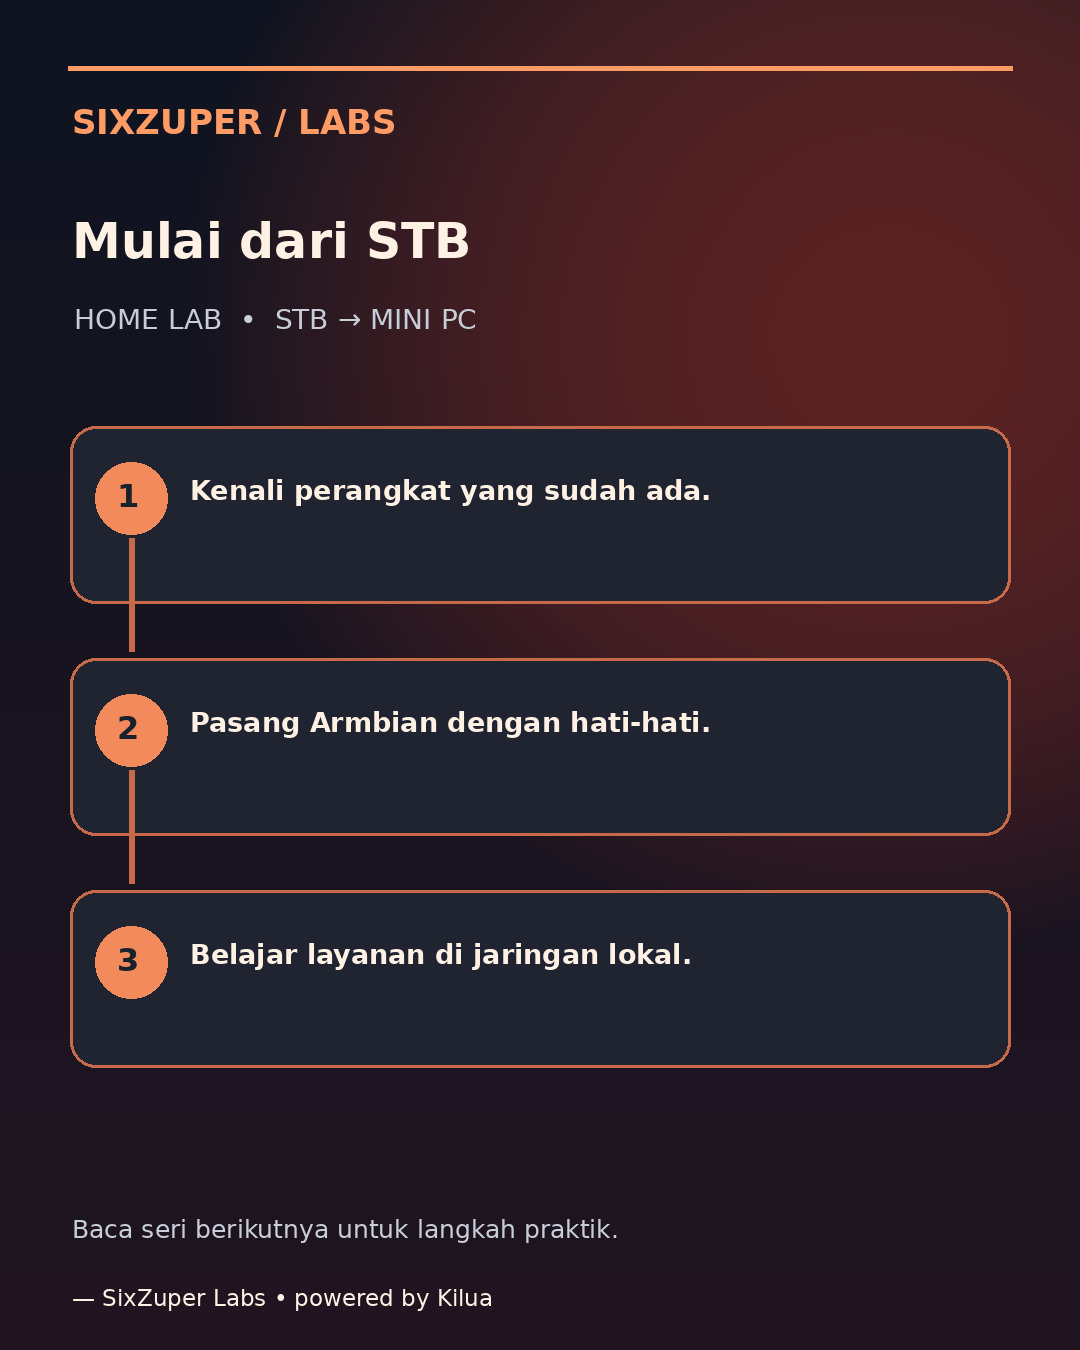 SIXZUPER / LABS
Mulai dari STB
HOME LAB • STB → MINI PC
1
Kenali perangkat yang sudah ada.
2
Pasang Armbian dengan hati-hati.
3
Belajar layanan di jaringan lokal.
Baca seri berikutnya untuk langkah praktik.
— SixZuper Labs • powered by Kilua